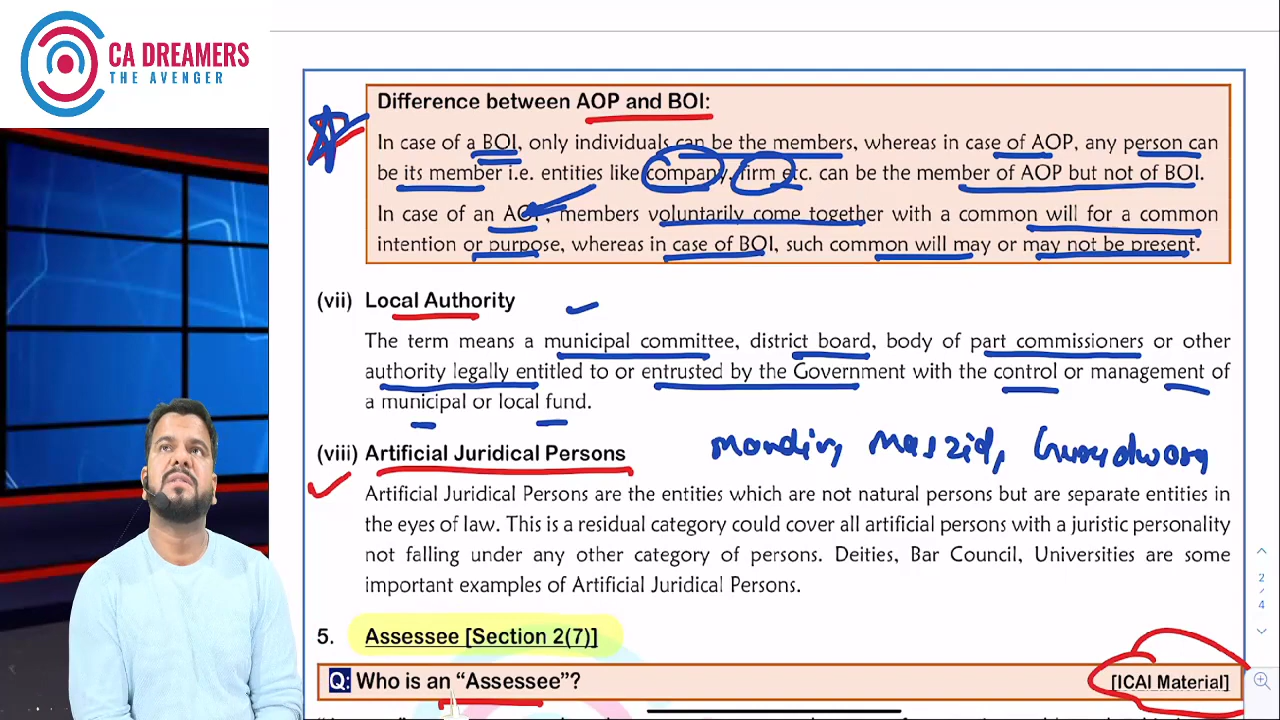 CA DREAMERS
THE AVENGER
Difference between AOP and BOI:
In case of a BOI, only individuals can be the members, whereas in case of AOP, any person can
be its member i.e. entities like company, firm etc. can be the member of AOP but not of BOI.
In case of an AOP, members voluntarily come together with a common will for a common
intention or purpose, whereas in case of BOI, such common will may or may not be present.
(vii) Local Authority
The term means a municipal committee, district board, body of part commissioners or other
authority legally entitled to or entrusted by the Government with the control or management of
a municipal or local fund.
mandir, maszid,
(viii) Artificial Juridical Persons
Artificial Juridical Persons are the entities which are not natural persons but are separate entities in
the eyes of law. This is a residual category could cover all artificial persons with a juristic personality
not falling under any other category of persons. Deities, Bar Council, Universities are some
important examples of Artificial Juridical Persons.
2
4
5. Assessee [Section 2(7)]
Q: Who is an “Assessee”? [ICAI Material]